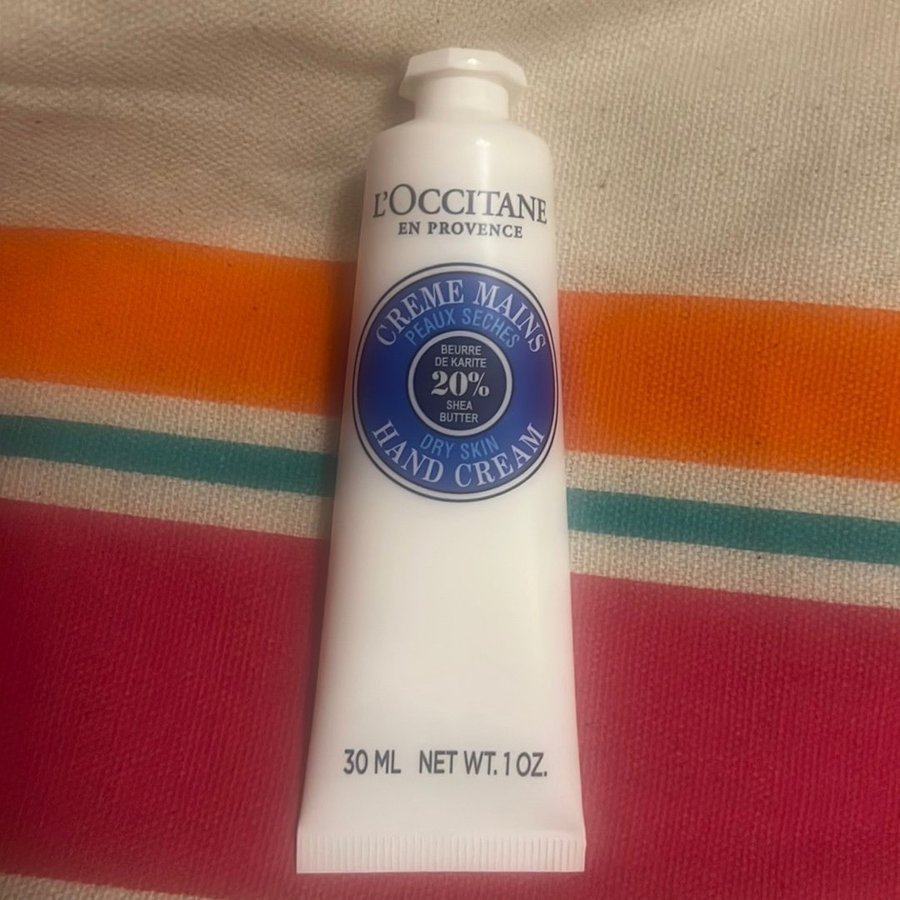 L'OCCITANE
EN PROVENCE
CREME MAINS
PEAUX SECHES
BEURRE
DE KARITE
20%
SHEA
BUTTER
DRY SKIN
HAND CREAM
30 ML NET WT. 1 OZ.